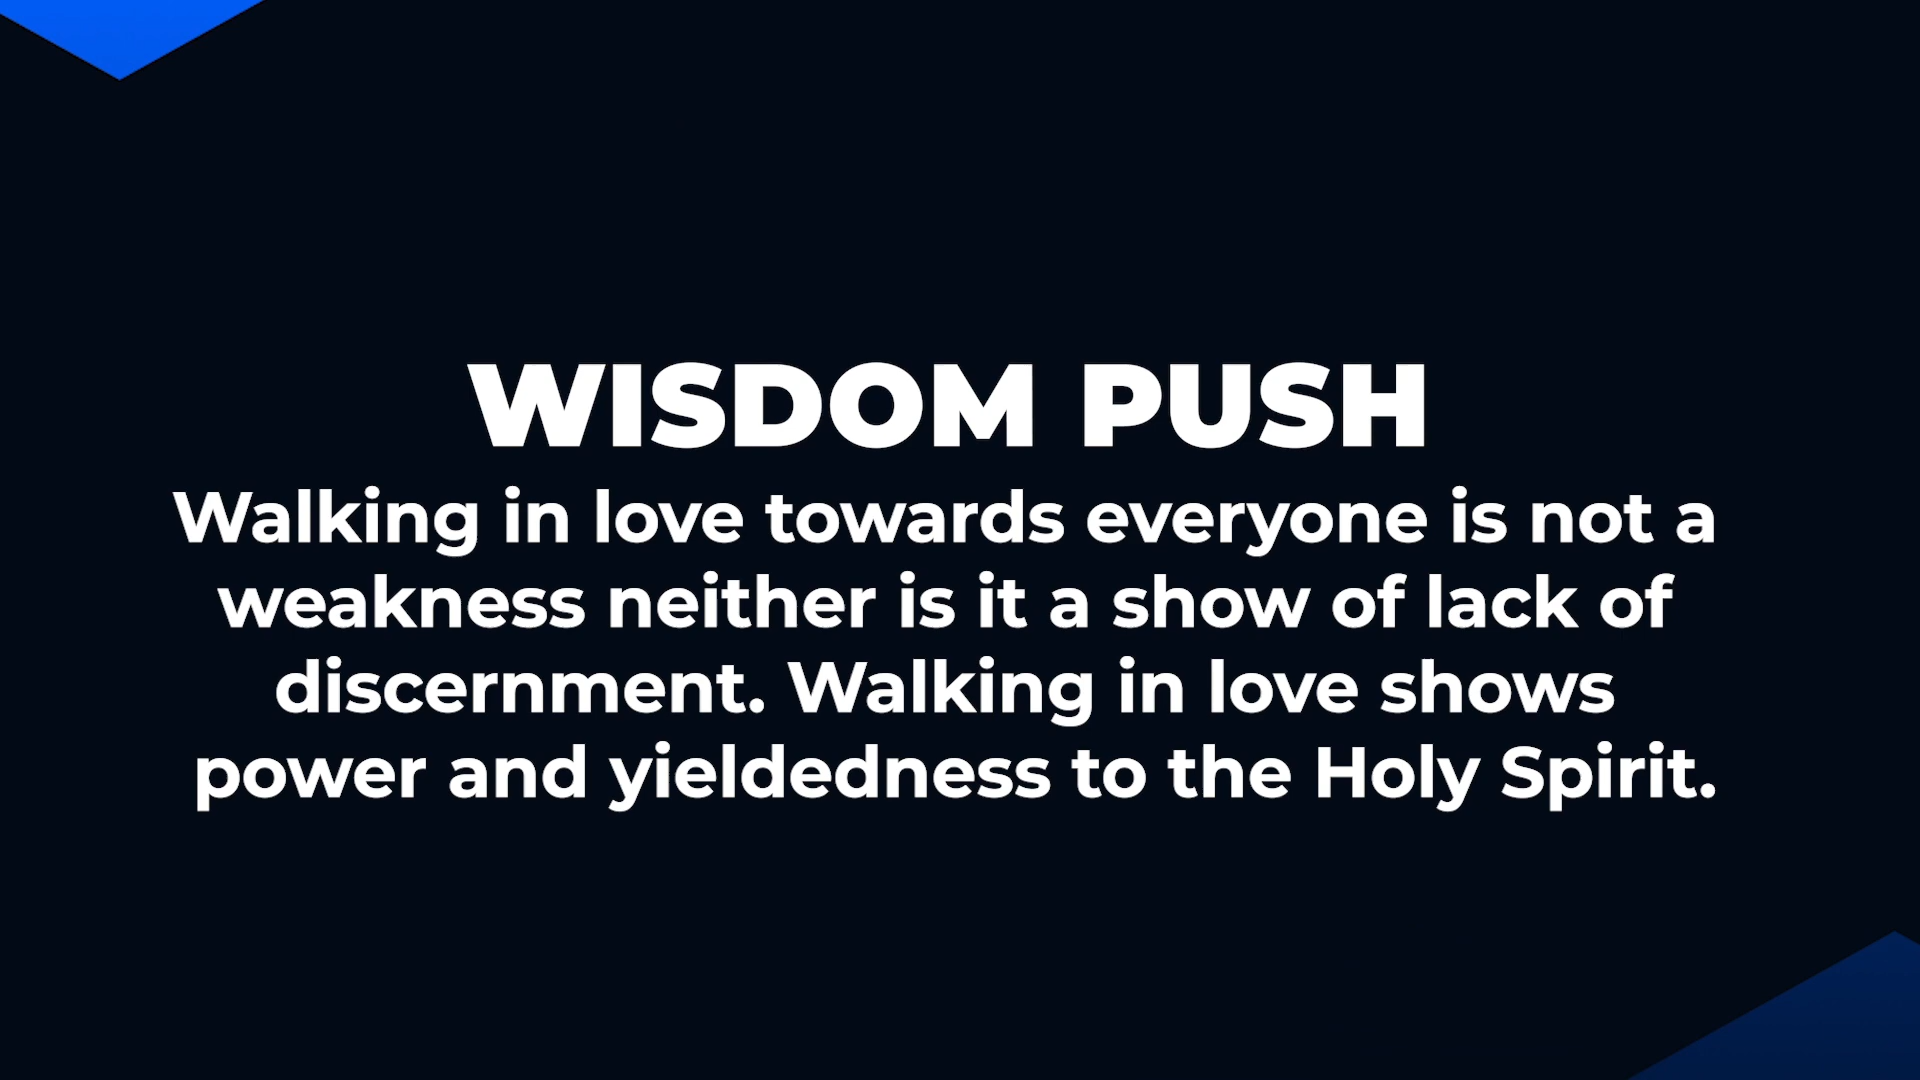 WISDOM PUSH
Walking in love towards everyone is not a
weakness neither is it a show of lack of
discernment. Walking in love shows
power and yieldedness to the Holy Spirit.